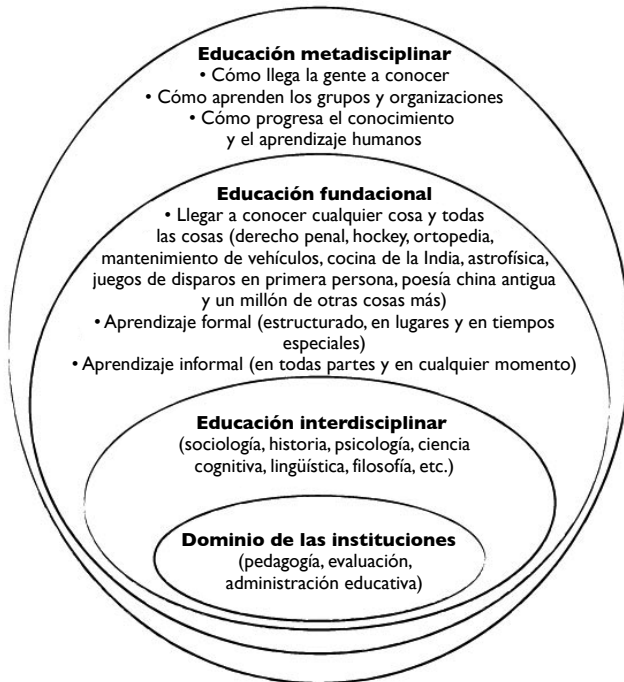 Educación metadisciplinar
• Cómo llega la gente a conocer
• Cómo aprenden los grupos y organizaciones
• Cómo progresa el conocimiento
y el aprendizaje humanos
Educación fundacional
• Llegar a conocer cualquier cosa y todas
las cosas (derecho penal, hockey, ortopedia,
mantenimiento de vehículos, cocina de la India, astrofísica,
juegos de disparos en primera persona, poesía china antigua
y un millón de otras cosas más)
• Aprendizaje formal (estructurado, en lugares y en tiempos
especiales)
• Aprendizaje informal (en todas partes y en cualquier momento)
Educación interdisciplinar
(sociología, historia, psicología, ciencia
cognitiva, lingüística, filosofía, etc.)
Dominio de las instituciones
(pedagogía, evaluación,
administración educativa)